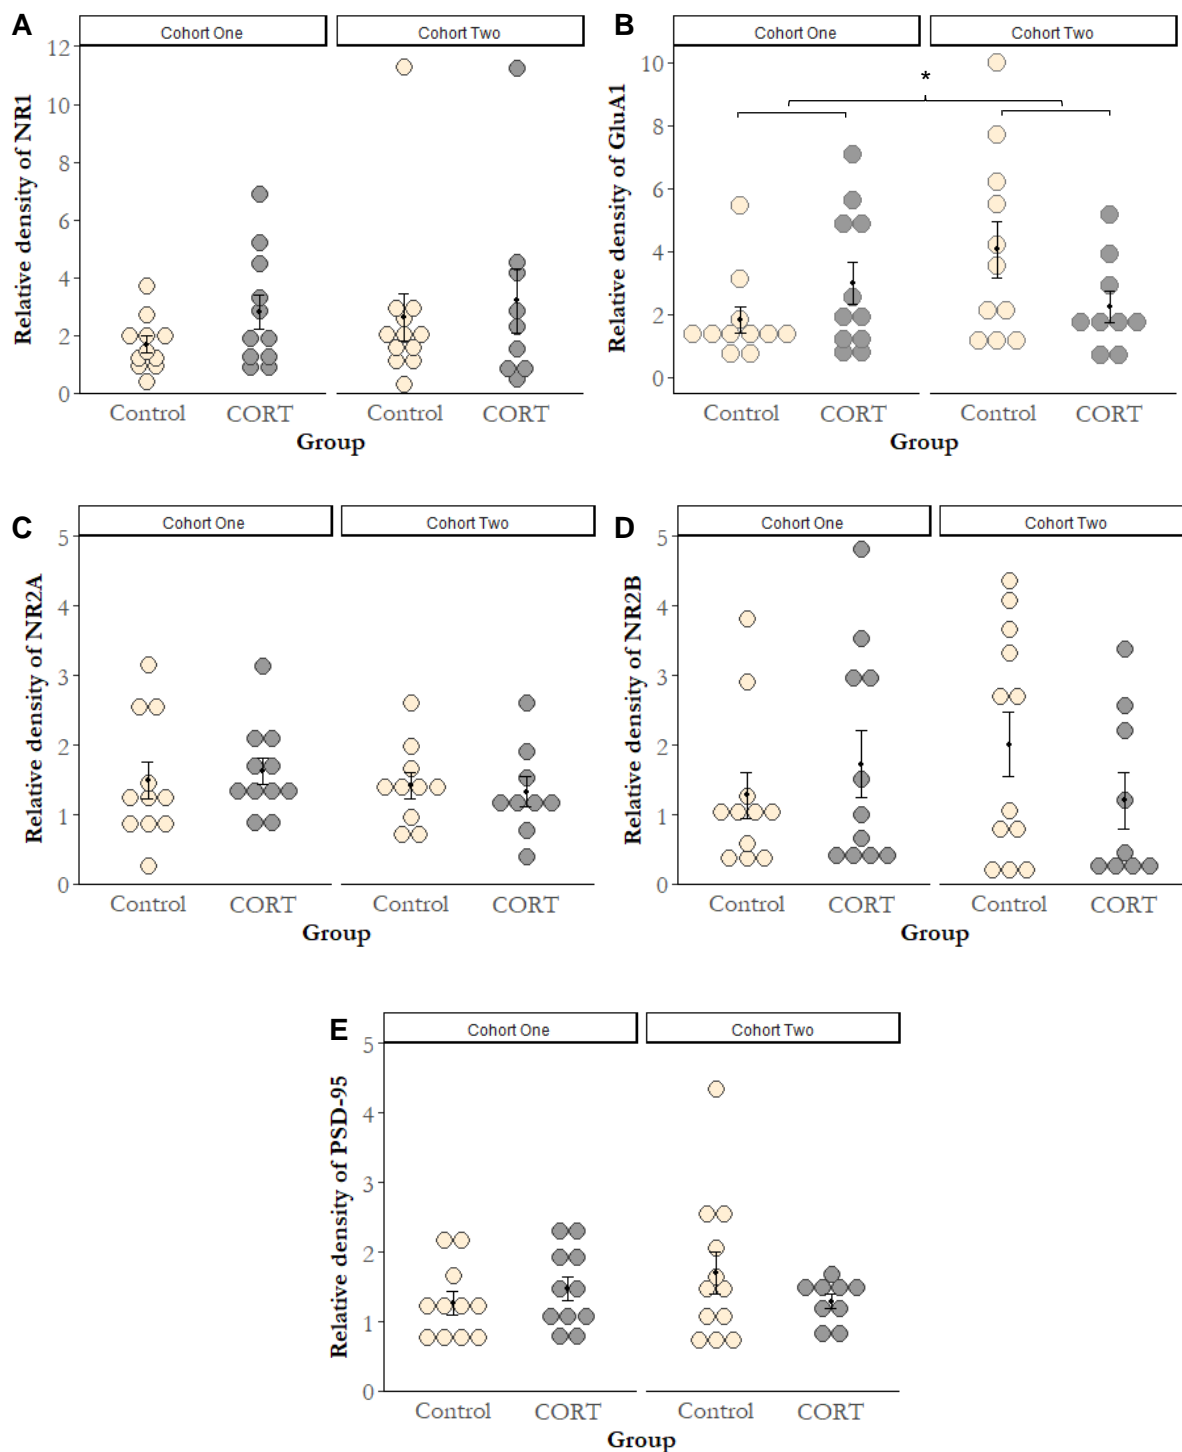 A
Cohort One
Cohort Two
Relative density of NR1
12
10
8
6
4
2
0
Control
CORT
Control
CORT
Group
B
Cohort One
Cohort Two
Relative density of GluA1
*
10
8
6
4
2
0
Control
CORT
Control
CORT
Group
C
Cohort One
Cohort Two
Relative density of NR2A
5
4
3
2
1
0
Control
CORT
Control
CORT
Group
D
Cohort One
Cohort Two
Relative density of NR2B
5
4
3
2
1
0
Control
CORT
Control
CORT
Group
E
Cohort One
Cohort Two
Relative density of PSD-95
5
4
3
2
1
0
Control
CORT
Control
CORT
Group